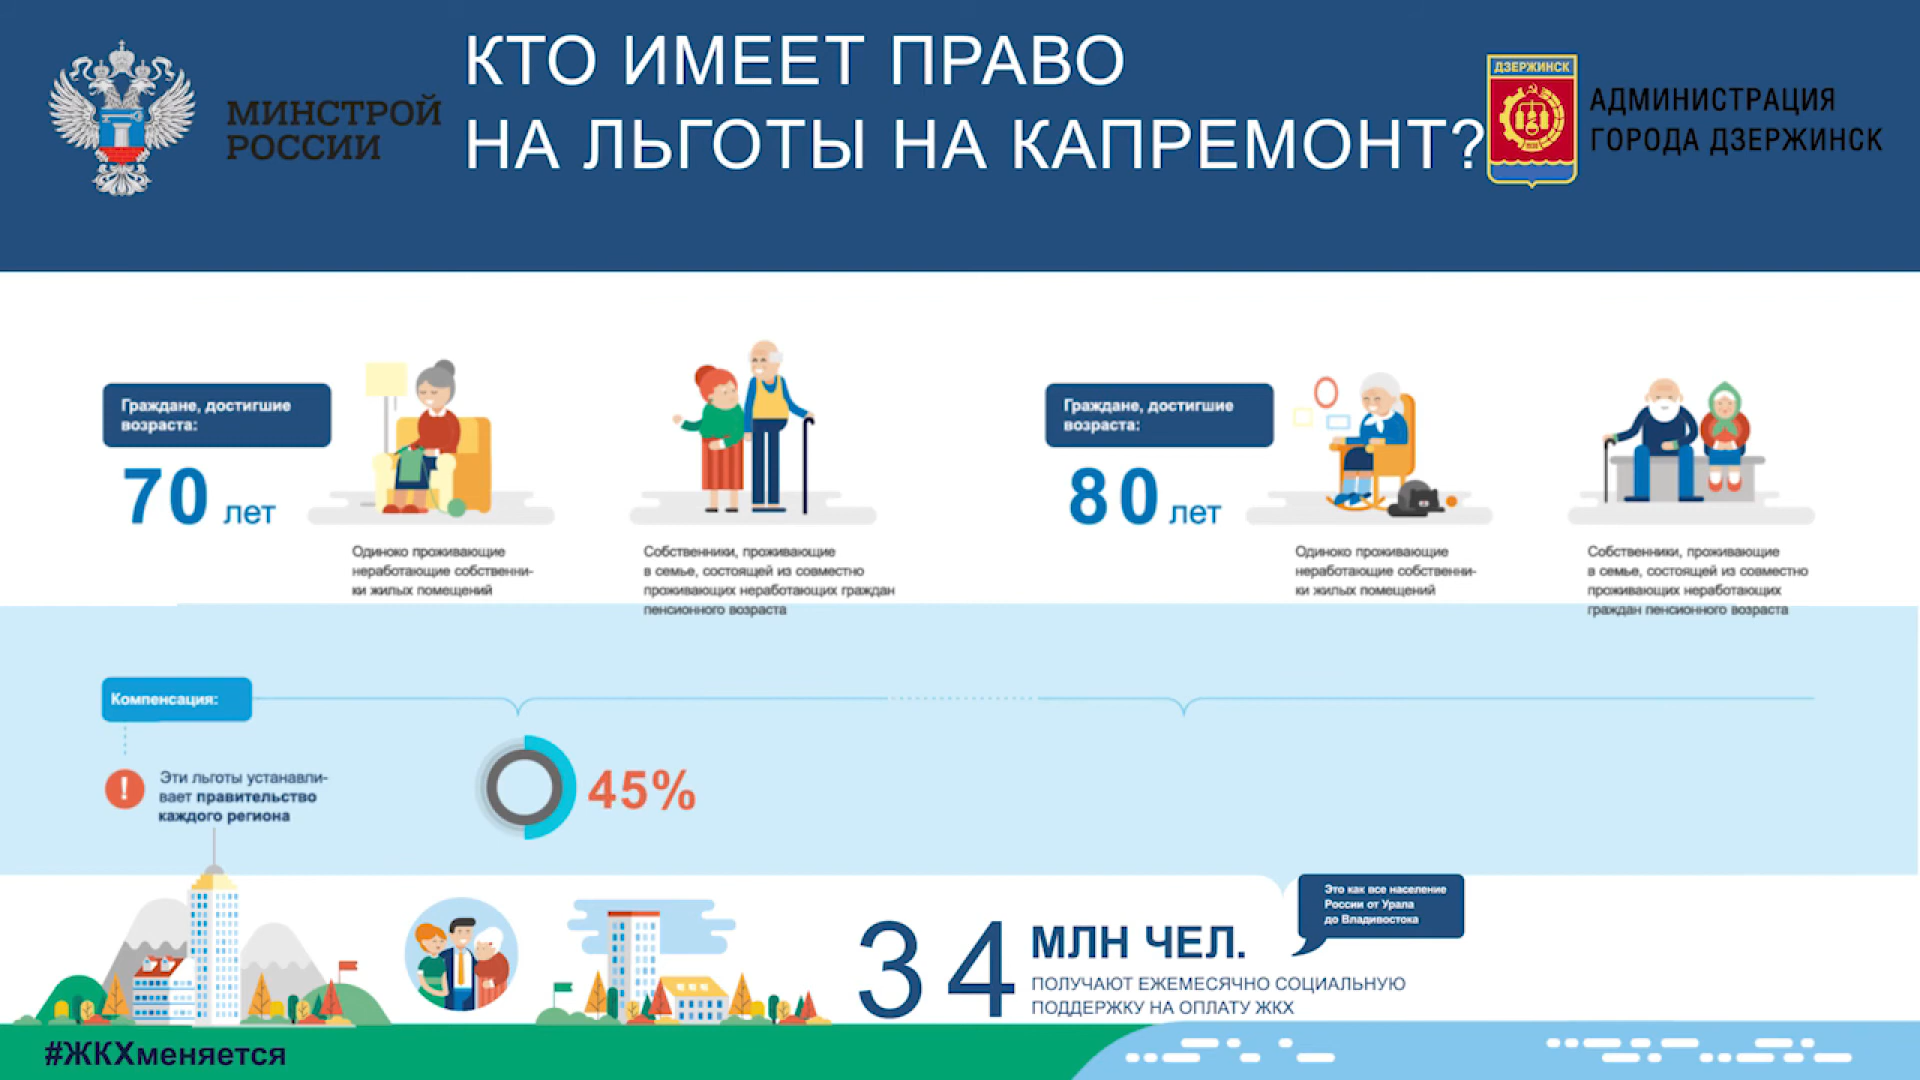 МИНСТРОЙ
РОССИИ
КТО ИМЕЕТ ПРАВО
НА ЛЬГОТЫ НА КАПРЕМОНТ?
ДЗЕРЖИНСК
АДМИНИСТРАЦИЯ
ГОРОДА ДЗЕРЖИНСК
Граждане, достигшие
возраста:
70 лет
Одиноко проживающие
неработающие собственни-
ки жилых помещений
Собственники, проживающие
в семье, состоящей из совместно
проживающих неработающих граждан
пенсионного возраста
Граждане, достигшие
возраста:
80 лет
Одиноко проживающие
неработающие собственни-
ки жилых помещений
Собственники, проживающие
в семье, состоящей из совместно
проживающих неработающих
граждан пенсионного возраста
Компенсация:
!
Эти льготы устанавли-
вает правительство
каждого региона
45%
34
МЛН ЧЕЛ.
ПОЛУЧАЮТ ЕЖЕМЕСЯЧНО СОЦИАЛЬНУЮ
ПОДДЕРЖКУ НА ОПЛАТУ ЖКХ
Это как все население
России от Урала
до Владивостока
#ЖКХменяется